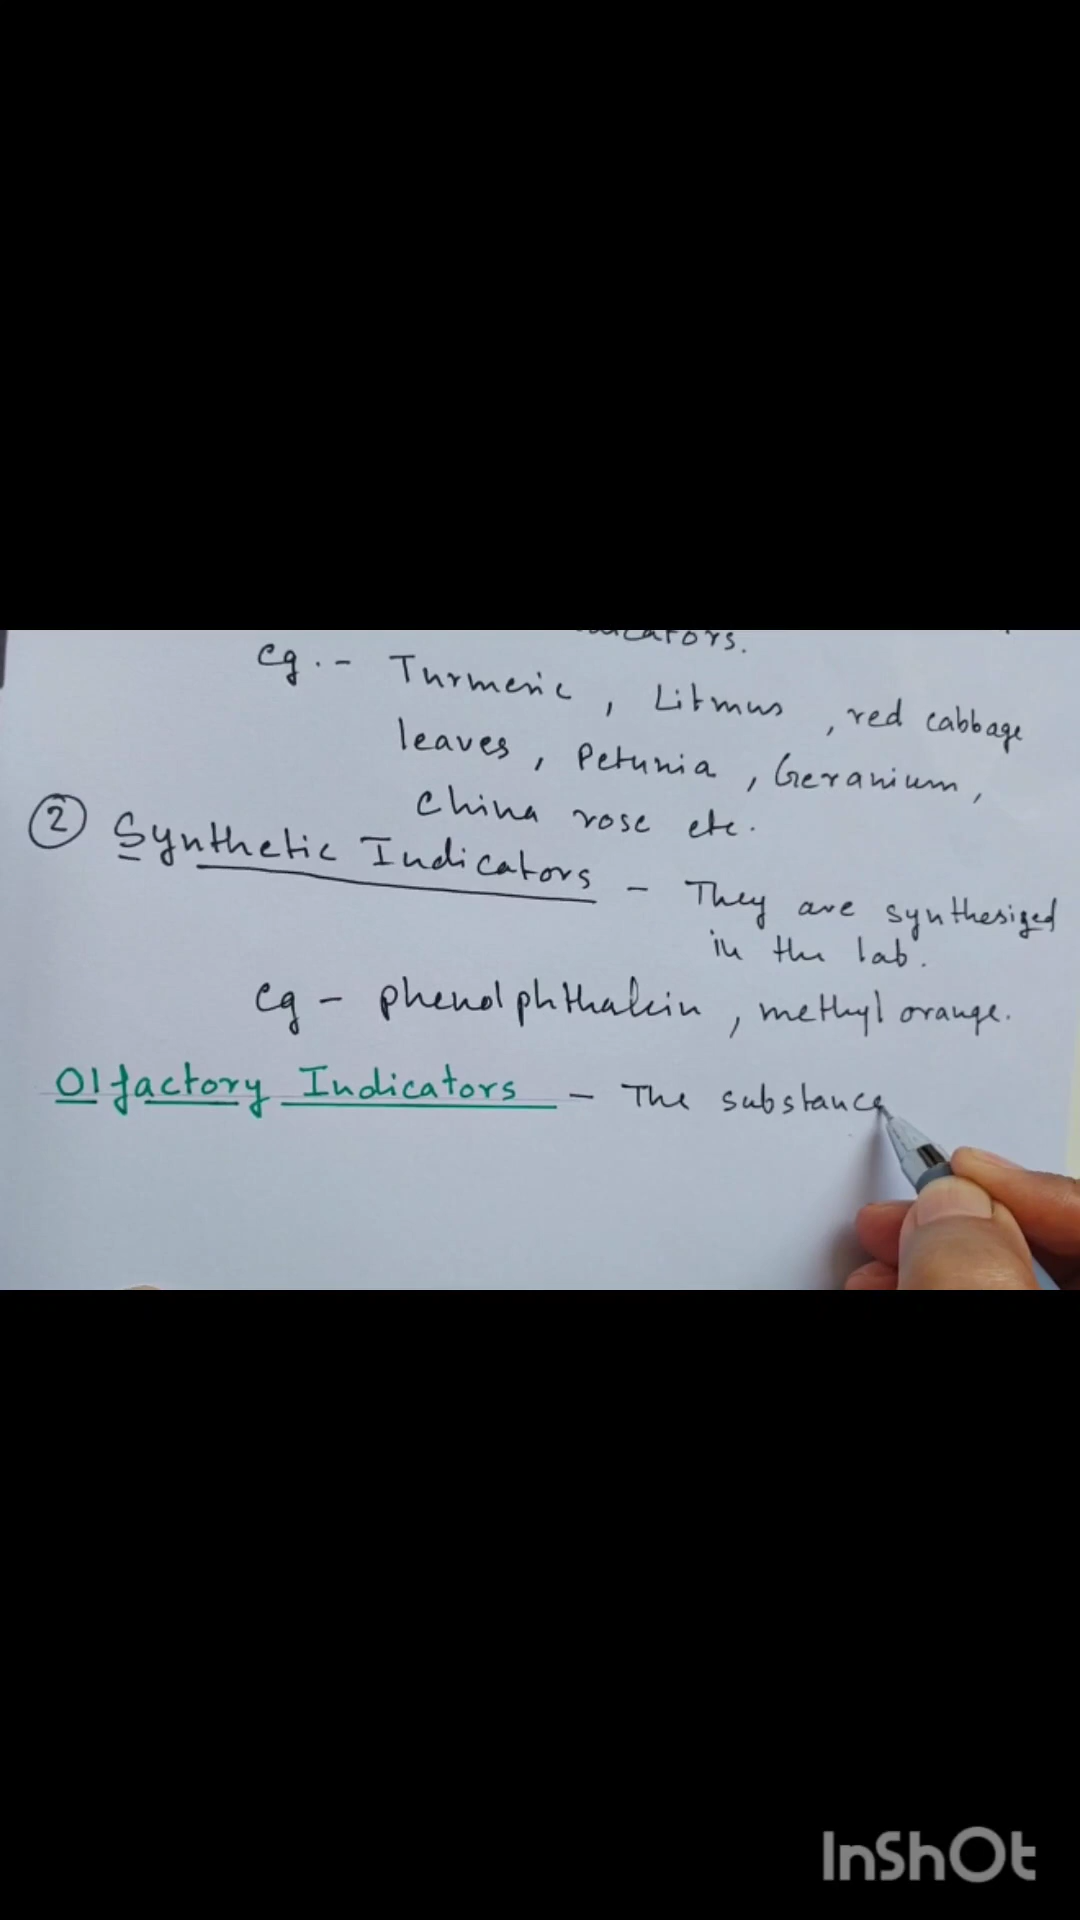 eg. - Turmeric, Litmus, red cabbage
leaves, Petunia, Geranium,
China rose etc.
② Synthetic Indicators - They are synthesized
in the lab.
eg - phenolphthalein, methyl orange.
Olfactory Indicators - The substance
InShOt